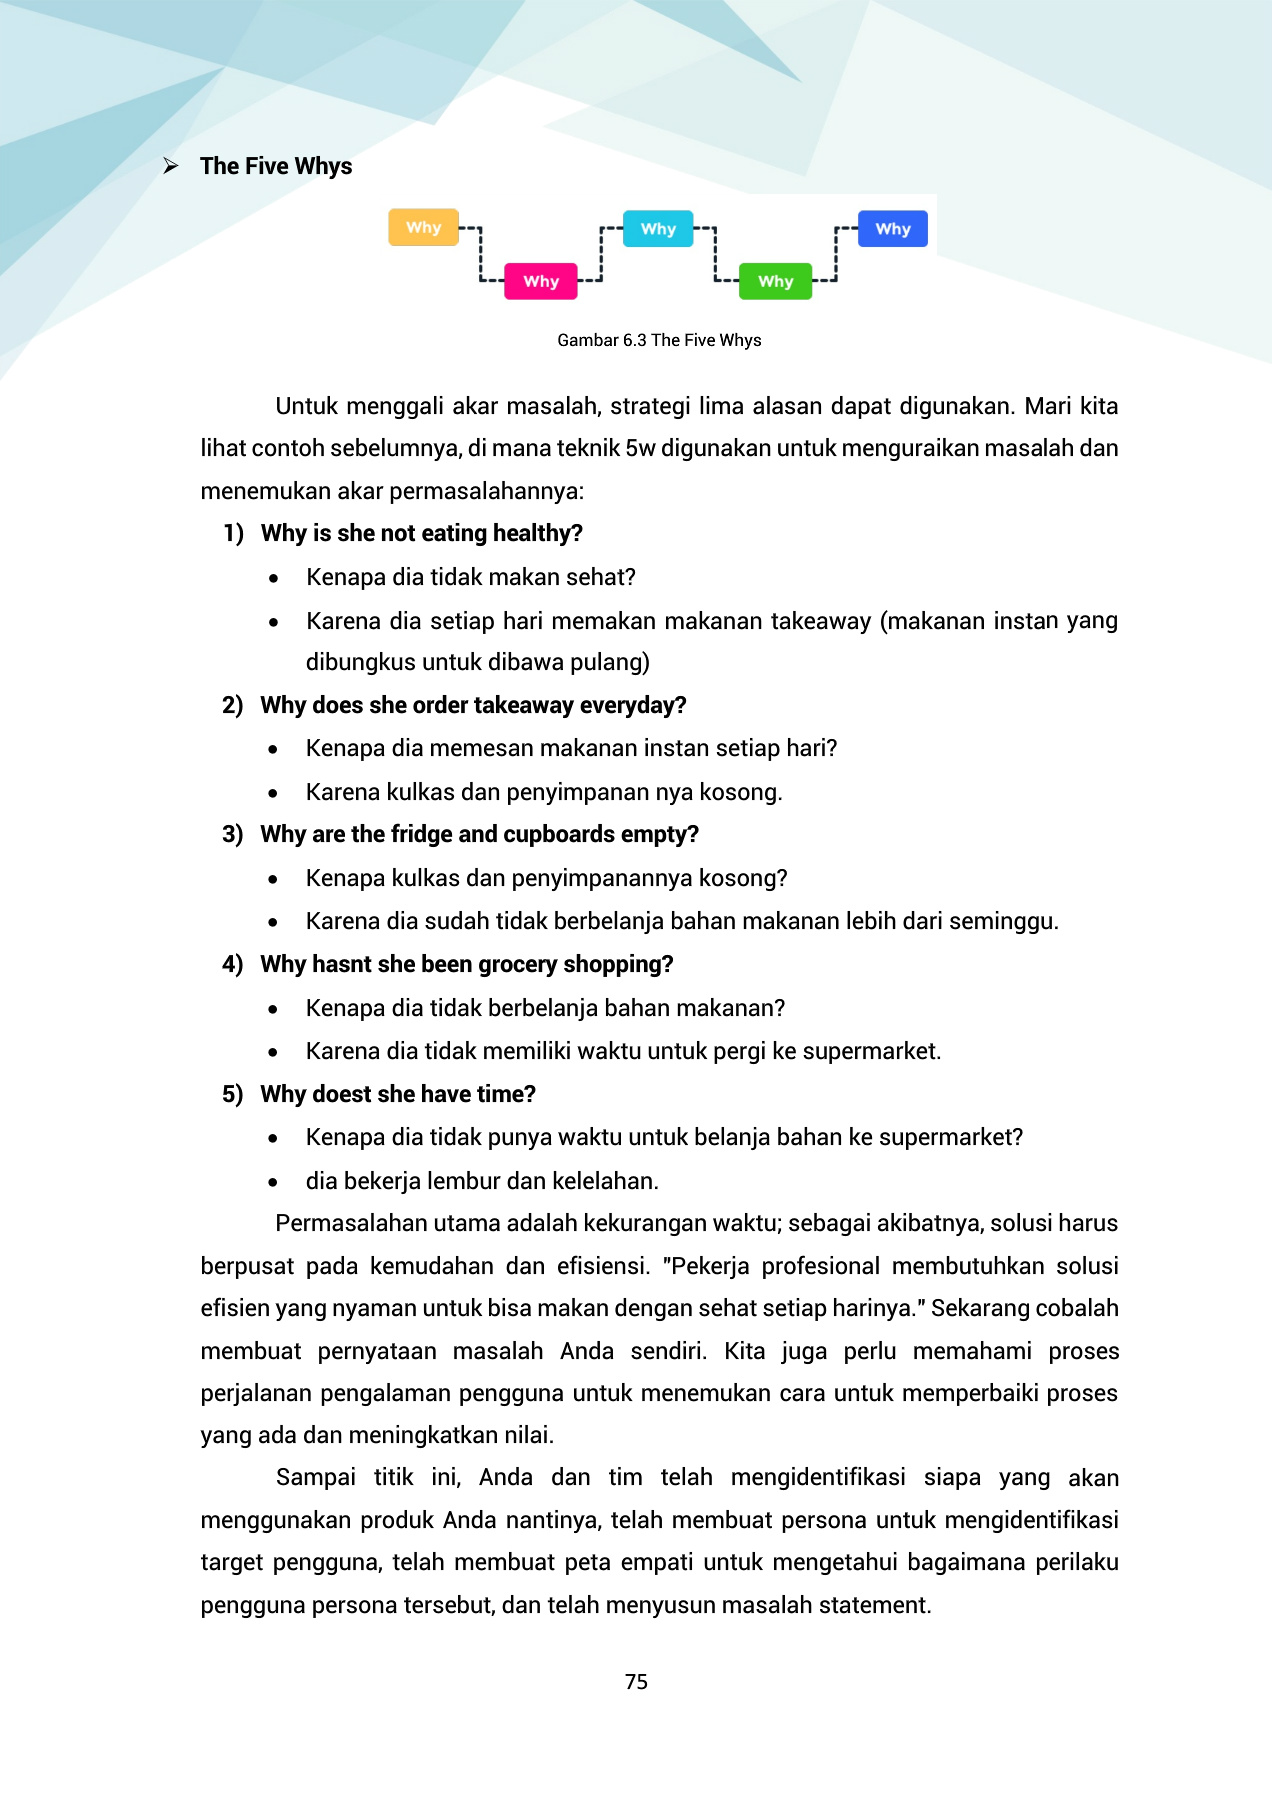 ➢ The Five Whys
Why Why Why
Why Why
Gambar 6.3 The Five Whys
Untuk menggali akar masalah, strategi lima alasan dapat digunakan. Mari kita
lihat contoh sebelumnya, di mana teknik 5w digunakan untuk menguraikan masalah dan
menemukan akar permasalahannya:
1) Why is she not eating healthy?
• Kenapa dia tidak makan sehat?
• Karena dia setiap hari memakan makanan takeaway (makanan instan yang
dibungkus untuk dibawa pulang)
2) Why does she order takeaway everyday?
• Kenapa dia memesan makanan instan setiap hari?
• Karena kulkas dan penyimpanan nya kosong.
3) Why are the fridge and cupboards empty?
• Kenapa kulkas dan penyimpanannya kosong?
• Karena dia sudah tidak berbelanja bahan makanan lebih dari seminggu.
4) Why hasnt she been grocery shopping?
• Kenapa dia tidak berbelanja bahan makanan?
• Karena dia tidak memiliki waktu untuk pergi ke supermarket.
5) Why doest she have time?
• Kenapa dia tidak punya waktu untuk belanja bahan ke supermarket?
• dia bekerja lembur dan kelelahan.
Permasalahan utama adalah kekurangan waktu; sebagai akibatnya, solusi harus
berpusat pada kemudahan dan efisiensi. "Pekerja profesional membutuhkan solusi
efisien yang nyaman untuk bisa makan dengan sehat setiap harinya." Sekarang cobalah
membuat pernyataan masalah Anda sendiri. Kita juga perlu memahami proses
perjalanan pengalaman pengguna untuk menemukan cara untuk memperbaiki proses
yang ada dan meningkatkan nilai.
Sampai titik ini, Anda dan tim telah mengidentifikasi siapa yang akan
menggunakan produk Anda nantinya, telah membuat persona untuk mengidentifikasi
target pengguna, telah membuat peta empati untuk mengetahui bagaimana perilaku
pengguna persona tersebut, dan telah menyusun masalah statement.
75